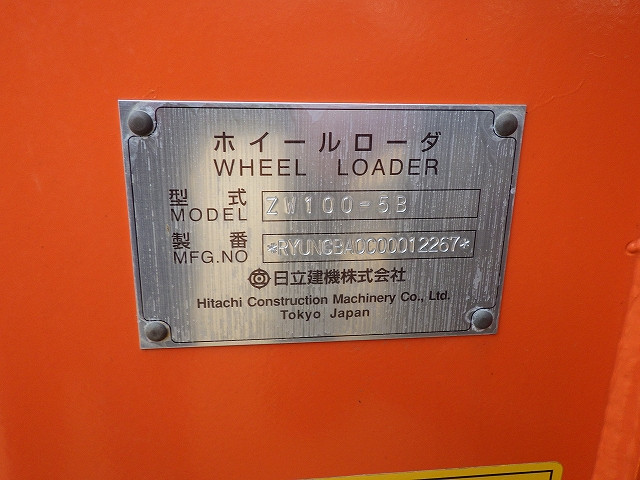 ホイールローダ
WHEEL LOADER
型式 ZW100-5B
MODEL
製番 *RYUNCBA0000012267*
MFG.NO
日立建機株式会社
Hitachi Construction Machinery Co., Ltd.
Tokyo Japan